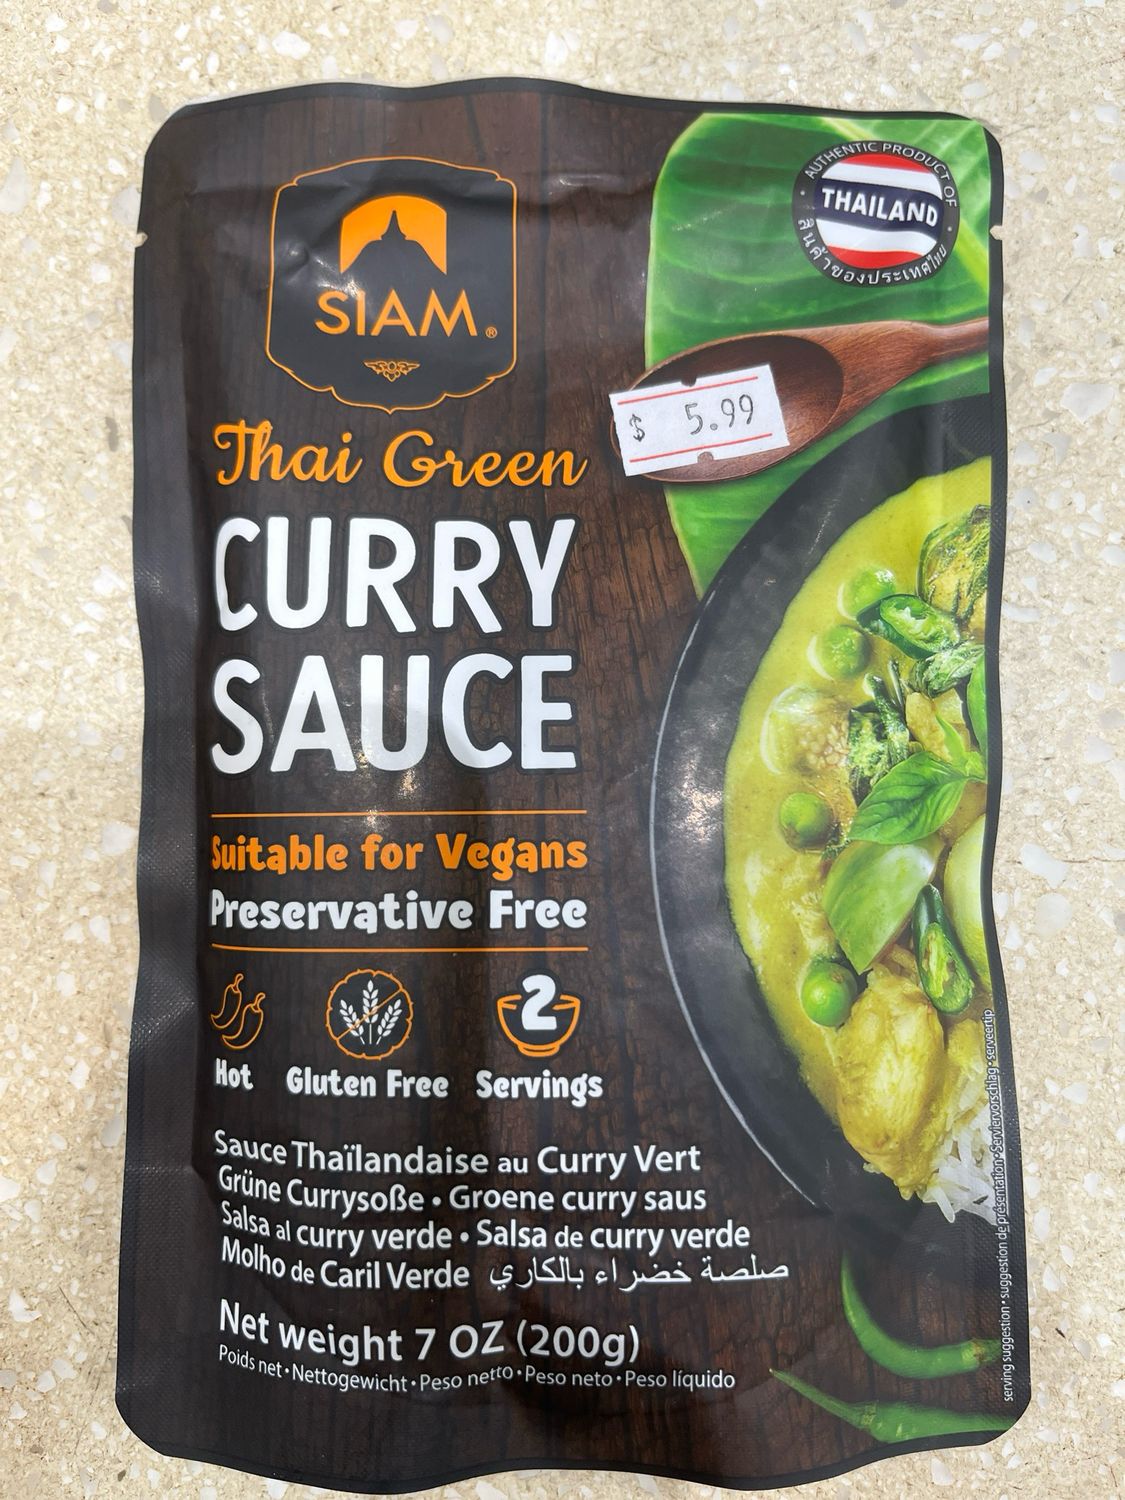 AUTHENTIC PRODUCT OF
THAILAND
สินค้าของประเทศไทย
SIAM®
$ 5.99
Thai Green
CURRY
SAUCE
Suitable for Vegans
Preservative Free
2
Hot Gluten Free Servings
Sauce Thaïlandaise au Curry Vert
Grüne Currysoße • Groene curry saus
Salsa al curry verde • Salsa de curry verde
Molho de Caril Verde صلصة خضراء بالكاري
Net weight 7 OZ (200g)
Poids net • Nettogewicht • Peso netto • Peso neto • Peso líquido
serving suggestion • suggestion de présentation • Serviervorschlag • serveertip